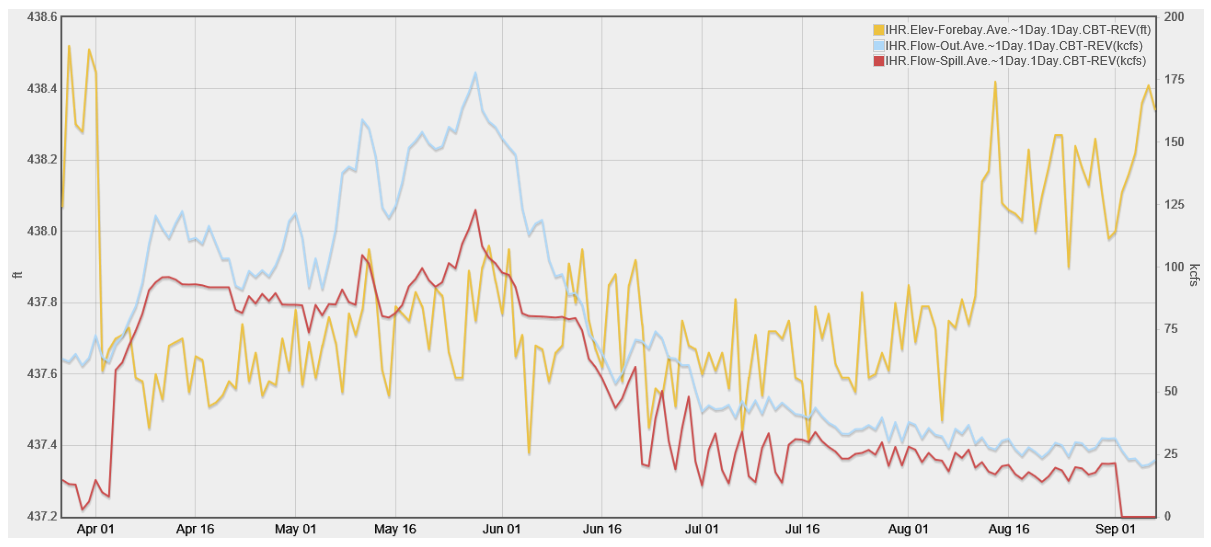 438.6
438.4
438.2
438.0
437.8
437.6
437.4
437.2
ft
200
175
150
125
100
75
50
25
0
kcfs
IHR.Elev-Forebay.Ave.~1Day.1Day.CBT-REV(ft)
IHR.Flow-Out.Ave.~1Day.1Day.CBT-REV(kcfs)
IHR.Flow-Spill.Ave.~1Day.1Day.CBT-REV(kcfs)
Apr 01 Apr 16 May 01 May 16 Jun 01 Jun 16 Jul 01 Jul 16 Aug 01 Aug 16 Sep 01